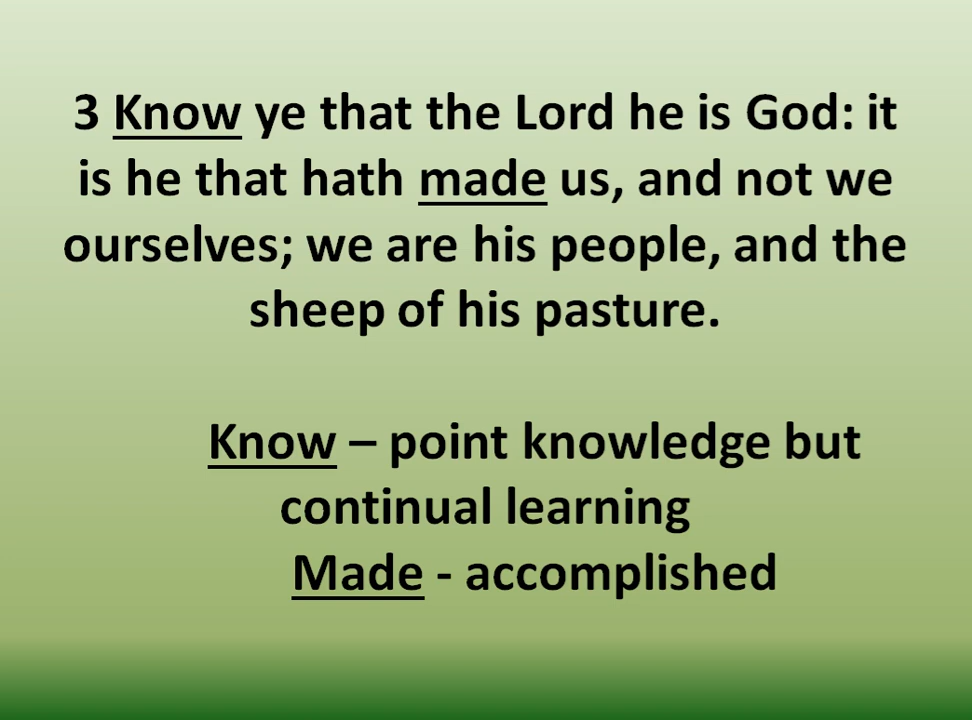 3 Know ye that the Lord he is God: it
is he that hath made us, and not we
ourselves; we are his people, and the
sheep of his pasture.
Know – point knowledge but
continual learning
Made - accomplished